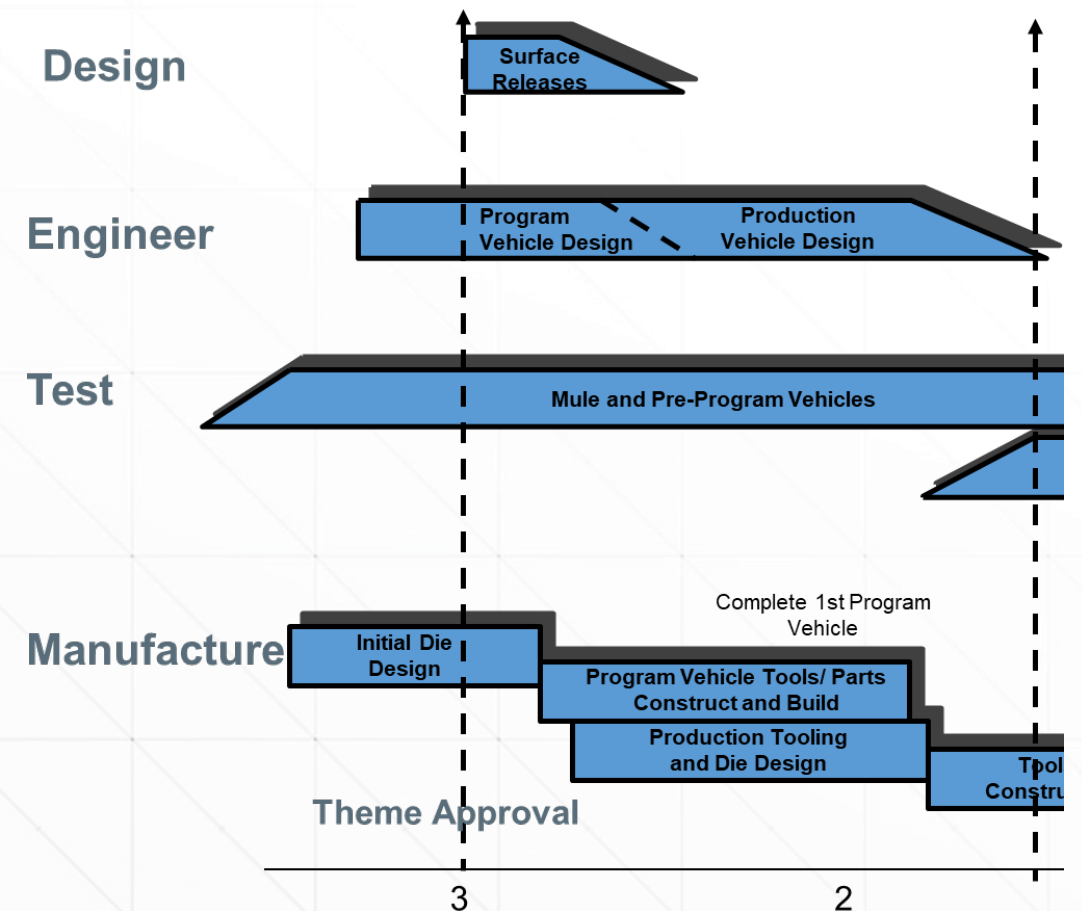 Design
Surface
Releases
Engineer
Program
Vehicle Design
Production
Vehicle Design
Test
Mule and Pre-Program Vehicles
Complete 1st Program
Vehicle
Manufacture
Initial Die
Design
Program Vehicle Tools/ Parts
Construct and Build
Production Tooling
and Die Design
Tool
Constru
Theme Approval
3
2